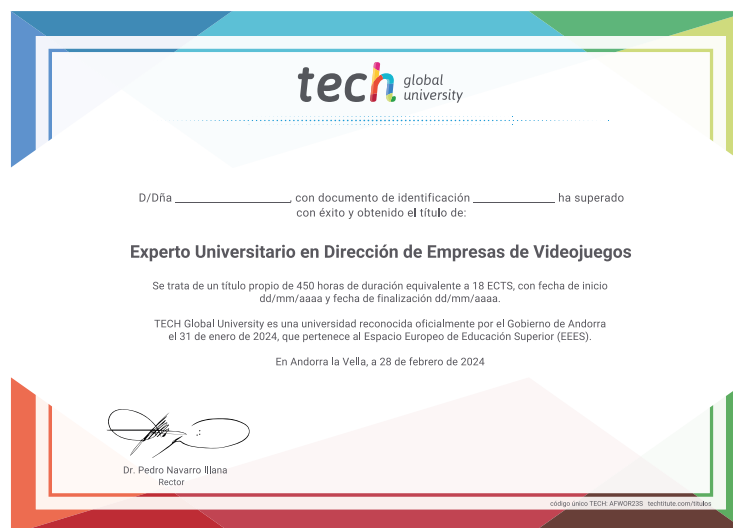 tech global university
D/Dña ____________________, con documento de identificación ______________ ha superado
con éxito y obtenido el título de:
Experto Universitario en Dirección de Empresas de Videojuegos
Se trata de un título propio de 450 horas de duración equivalente a 18 ECTS, con fecha de inicio
dd/mm/aaaa y fecha de finalización dd/mm/aaaa.
TECH Global University es una universidad reconocida oficialmente por el Gobierno de Andorra
el 31 de enero de 2024, que pertenece al Espacio Europeo de Educación Superior (EEES).
En Andorra la Vella, a 28 de febrero de 2024
Dr. Pedro Navarro Illana
Rector
código único TECH: AFWOR23S techtitute.com/titulos